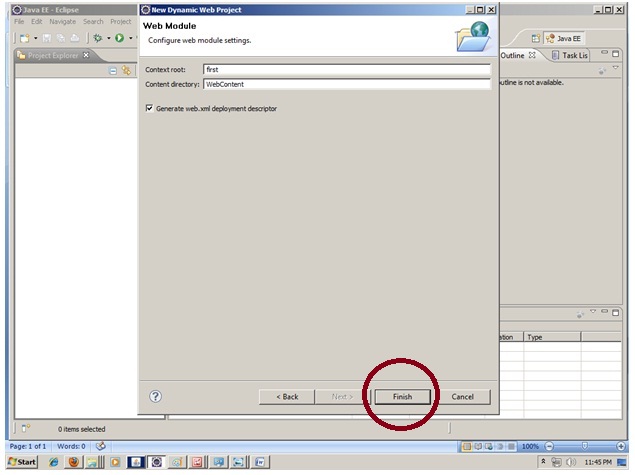 Java EE - Eclipse
New Dynamic Web Project
File Edit Navigate Search Project
Web Module
Configure web module settings.
Java EE
Project Explorer
Outline
Task Lis
Context root: first
utline is not available.
Content directory: WebContent
Generate web.xml deployment descriptor
ation Type
? < Back Next > Finish Cancel
0 items selected
Page: 1 of 1 Words: 0 100%
Start 11:45 PM